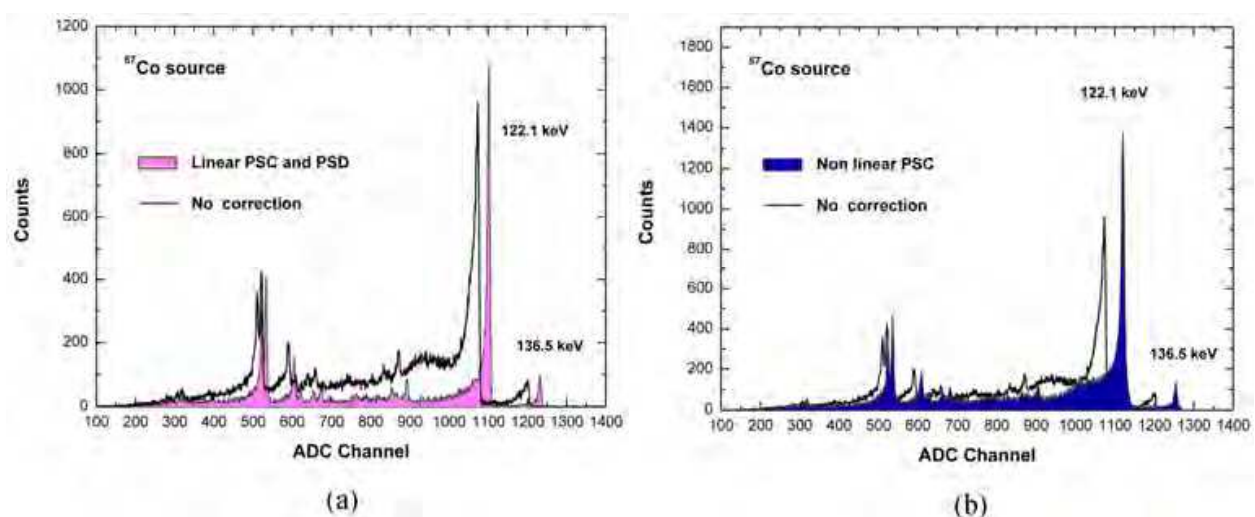 1200
1000
800
600
400
200
0
Counts
⁵⁷Co source
Linear PSC and PSD
No correction
122.1 keV
136.5 keV
100 200 300 400 500 600 700 800 900 1000 1100 1200 1300 1400
ADC Channel
(a)
1800
1600
1400
1200
1000
800
600
400
200
0
Counts
⁵⁷Co source
Non linear PSC
No correction
122.1 keV
136.5 keV
100 200 300 400 500 600 700 800 900 1000 1100 1200 1300 1400
ADC Channel
(b)